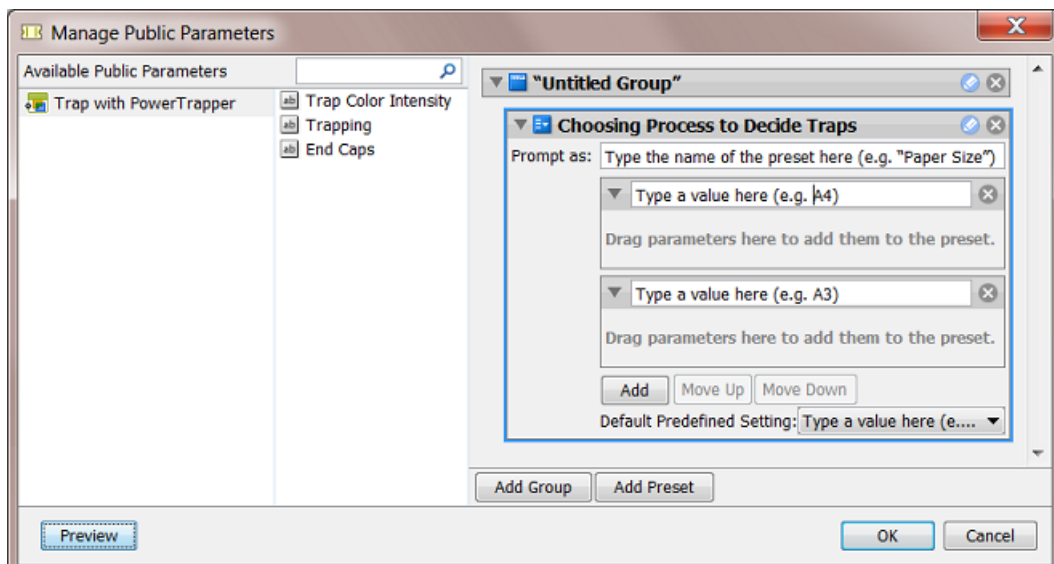 Manage Public Parameters
Available Public Parameters
Trap with PowerTrapper
Trap Color Intensity
Trapping
End Caps
“Untitled Group”
Choosing Process to Decide Traps
Prompt as: Type the name of the preset here (e.g. “Paper Size”)
Type a value here (e.g. A4)
Drag parameters here to add them to the preset.
Type a value here (e.g. A3)
Drag parameters here to add them to the preset.
Add Move Up Move Down
Default Predefined Setting: Type a value here (e....
Add Group Add Preset
Preview OK Cancel